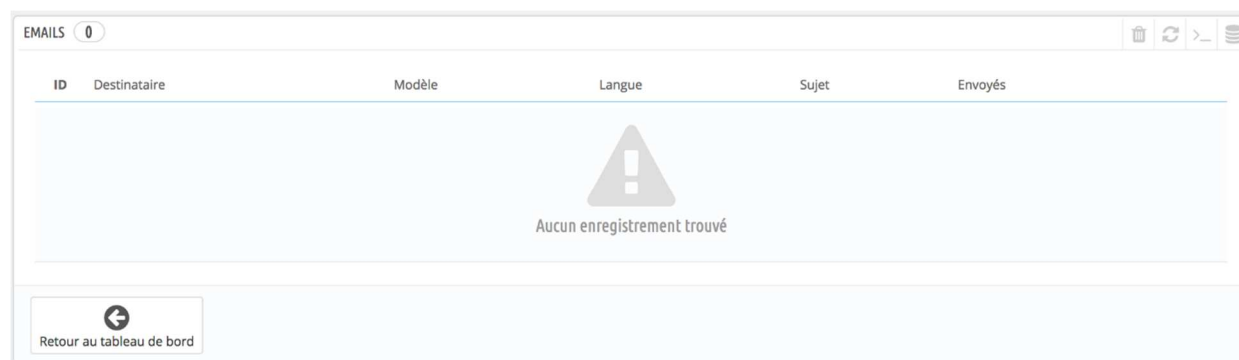 EMAILS 0
ID Destinataire Modèle Langue Sujet Envoyés
Aucun enregistrement trouvé
Retour au tableau de bord